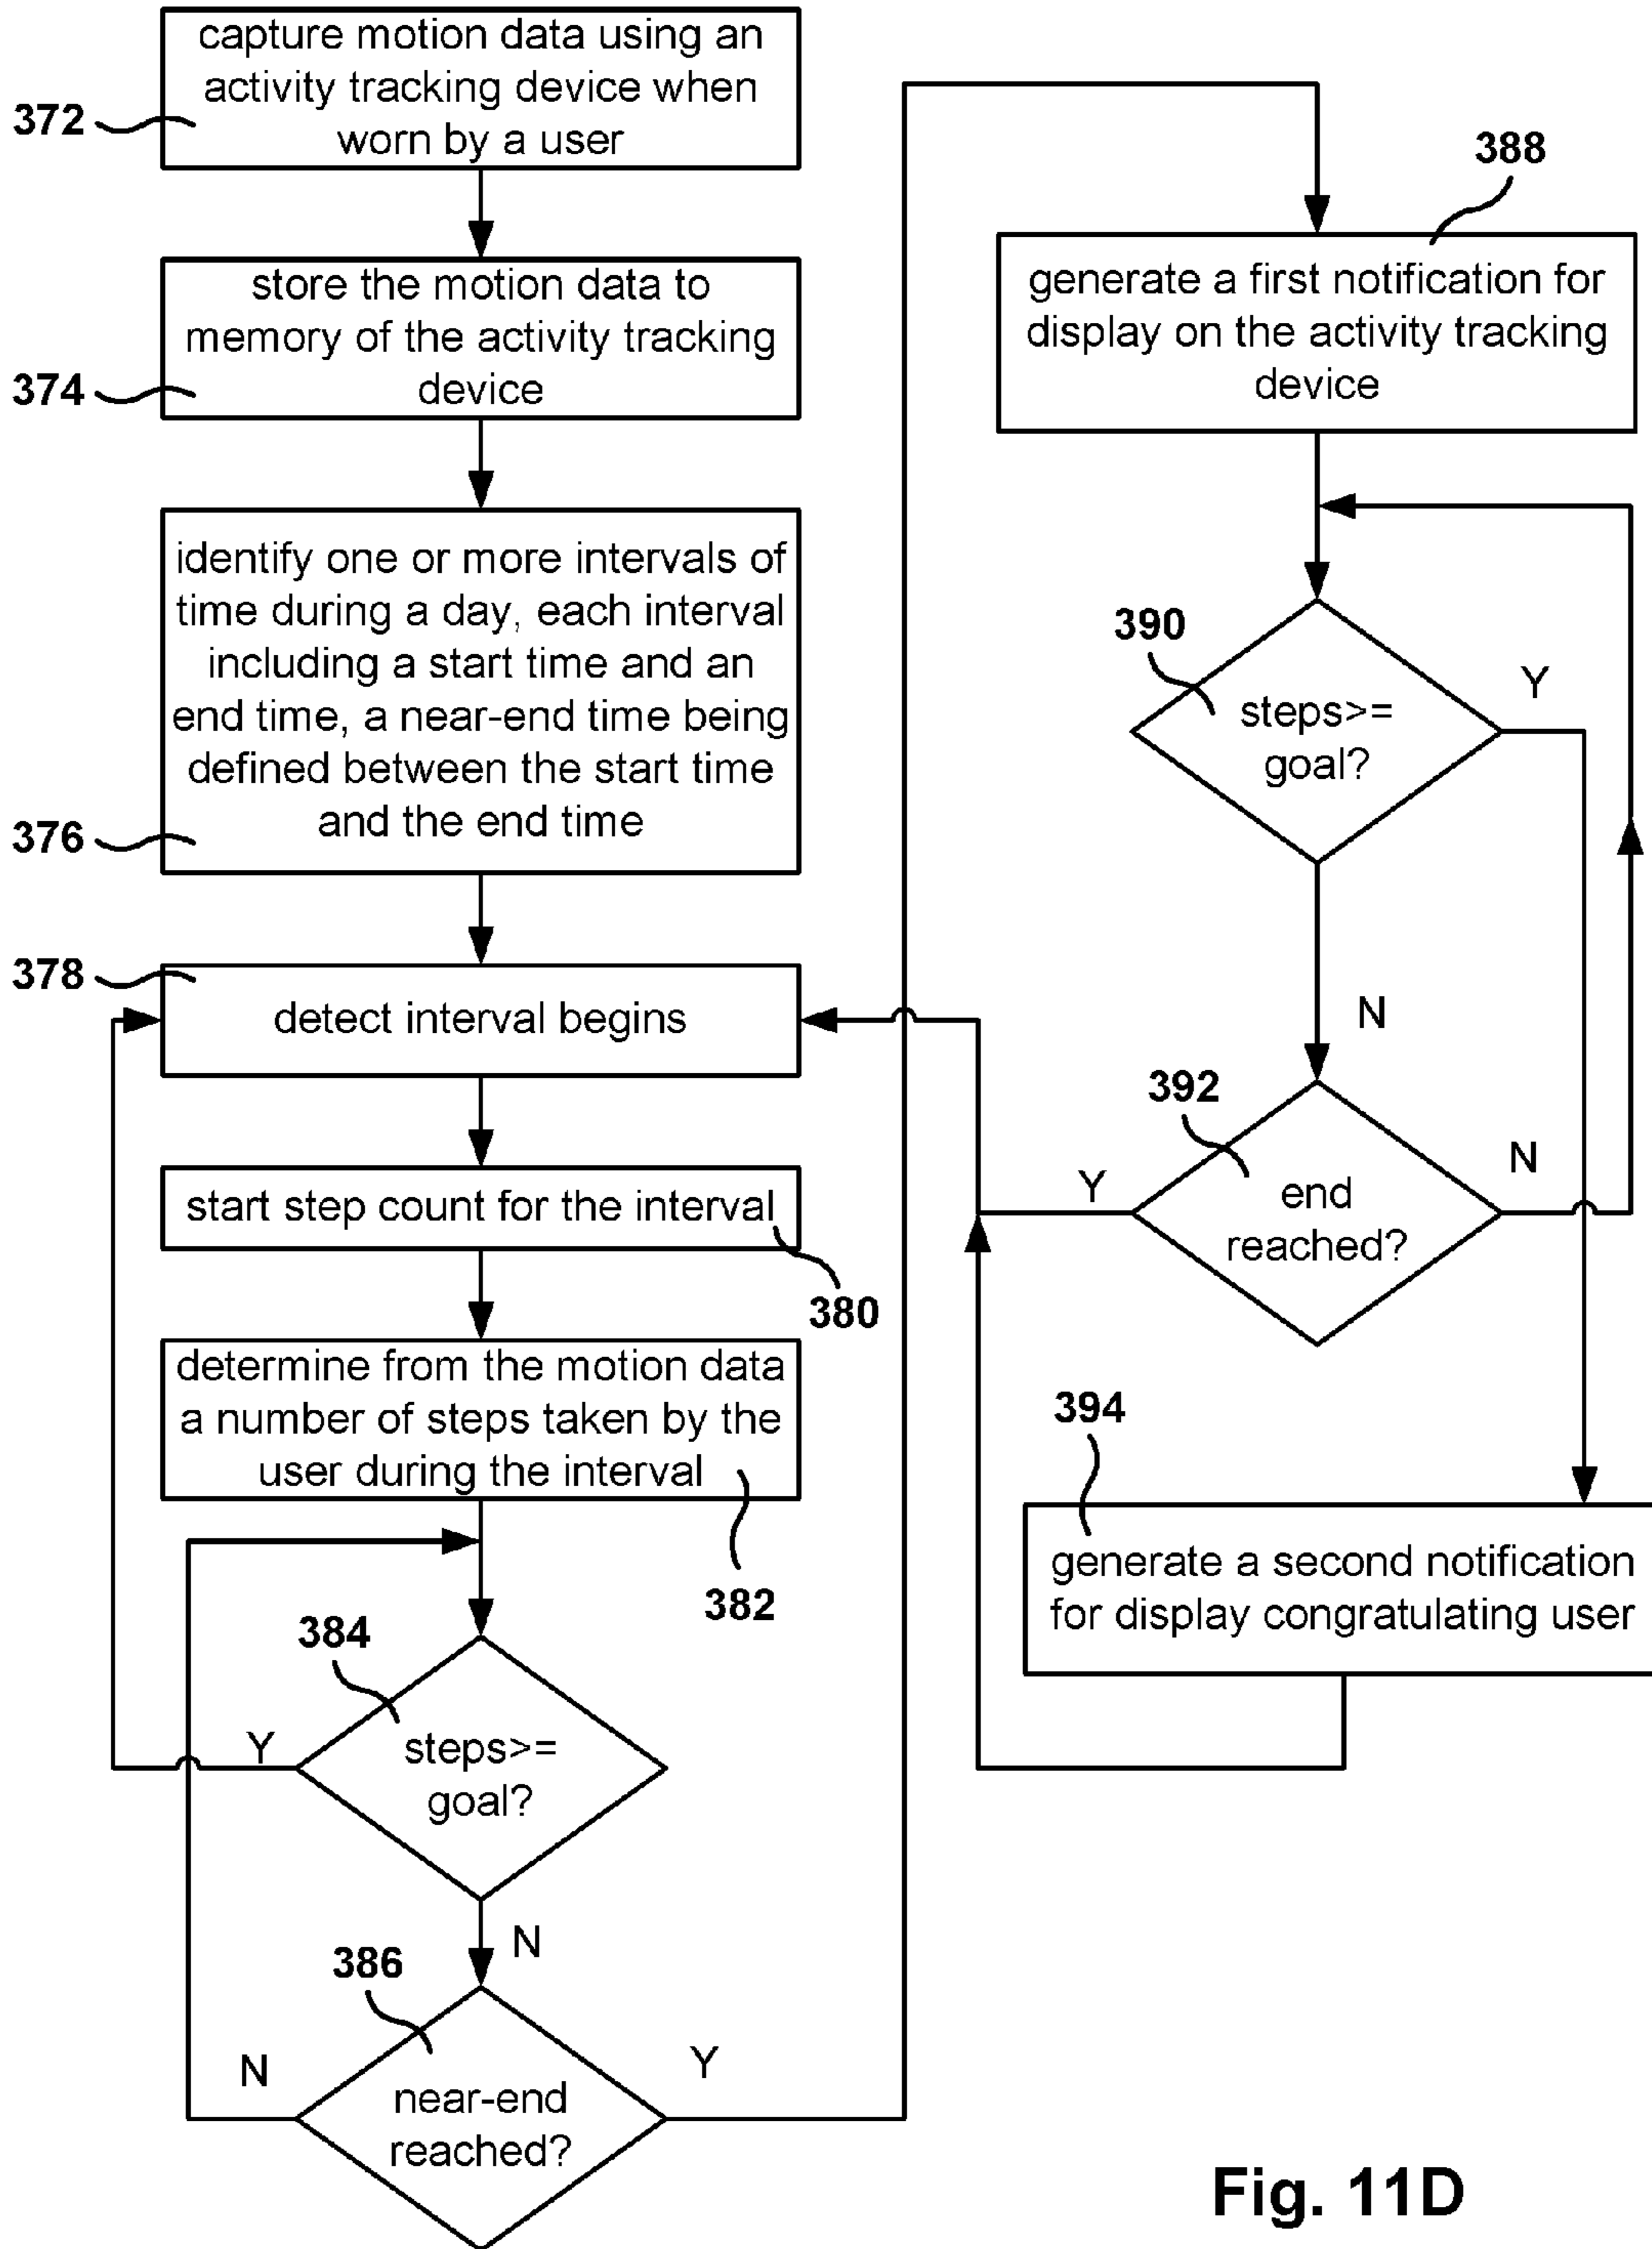 capture motion data using an
activity tracking device when
worn by a user
372
store the motion data to
memory of the activity tracking
device
374
identify one or more intervals of
time during a day, each interval
including a start time and an
end time, a near-end time being
defined between the start time
and the end time
376
378
detect interval begins
start step count for the interval
380
determine from the motion data
a number of steps taken by the
user during the interval
382
384
steps>=
goal?
Y
N
386
near-end
reached?
N
Y
388
generate a first notification for
display on the activity tracking
device
390
steps>=
goal?
Y
N
392
end
reached?
Y
N
394
generate a second notification
for display congratulating user
Fig. 11D